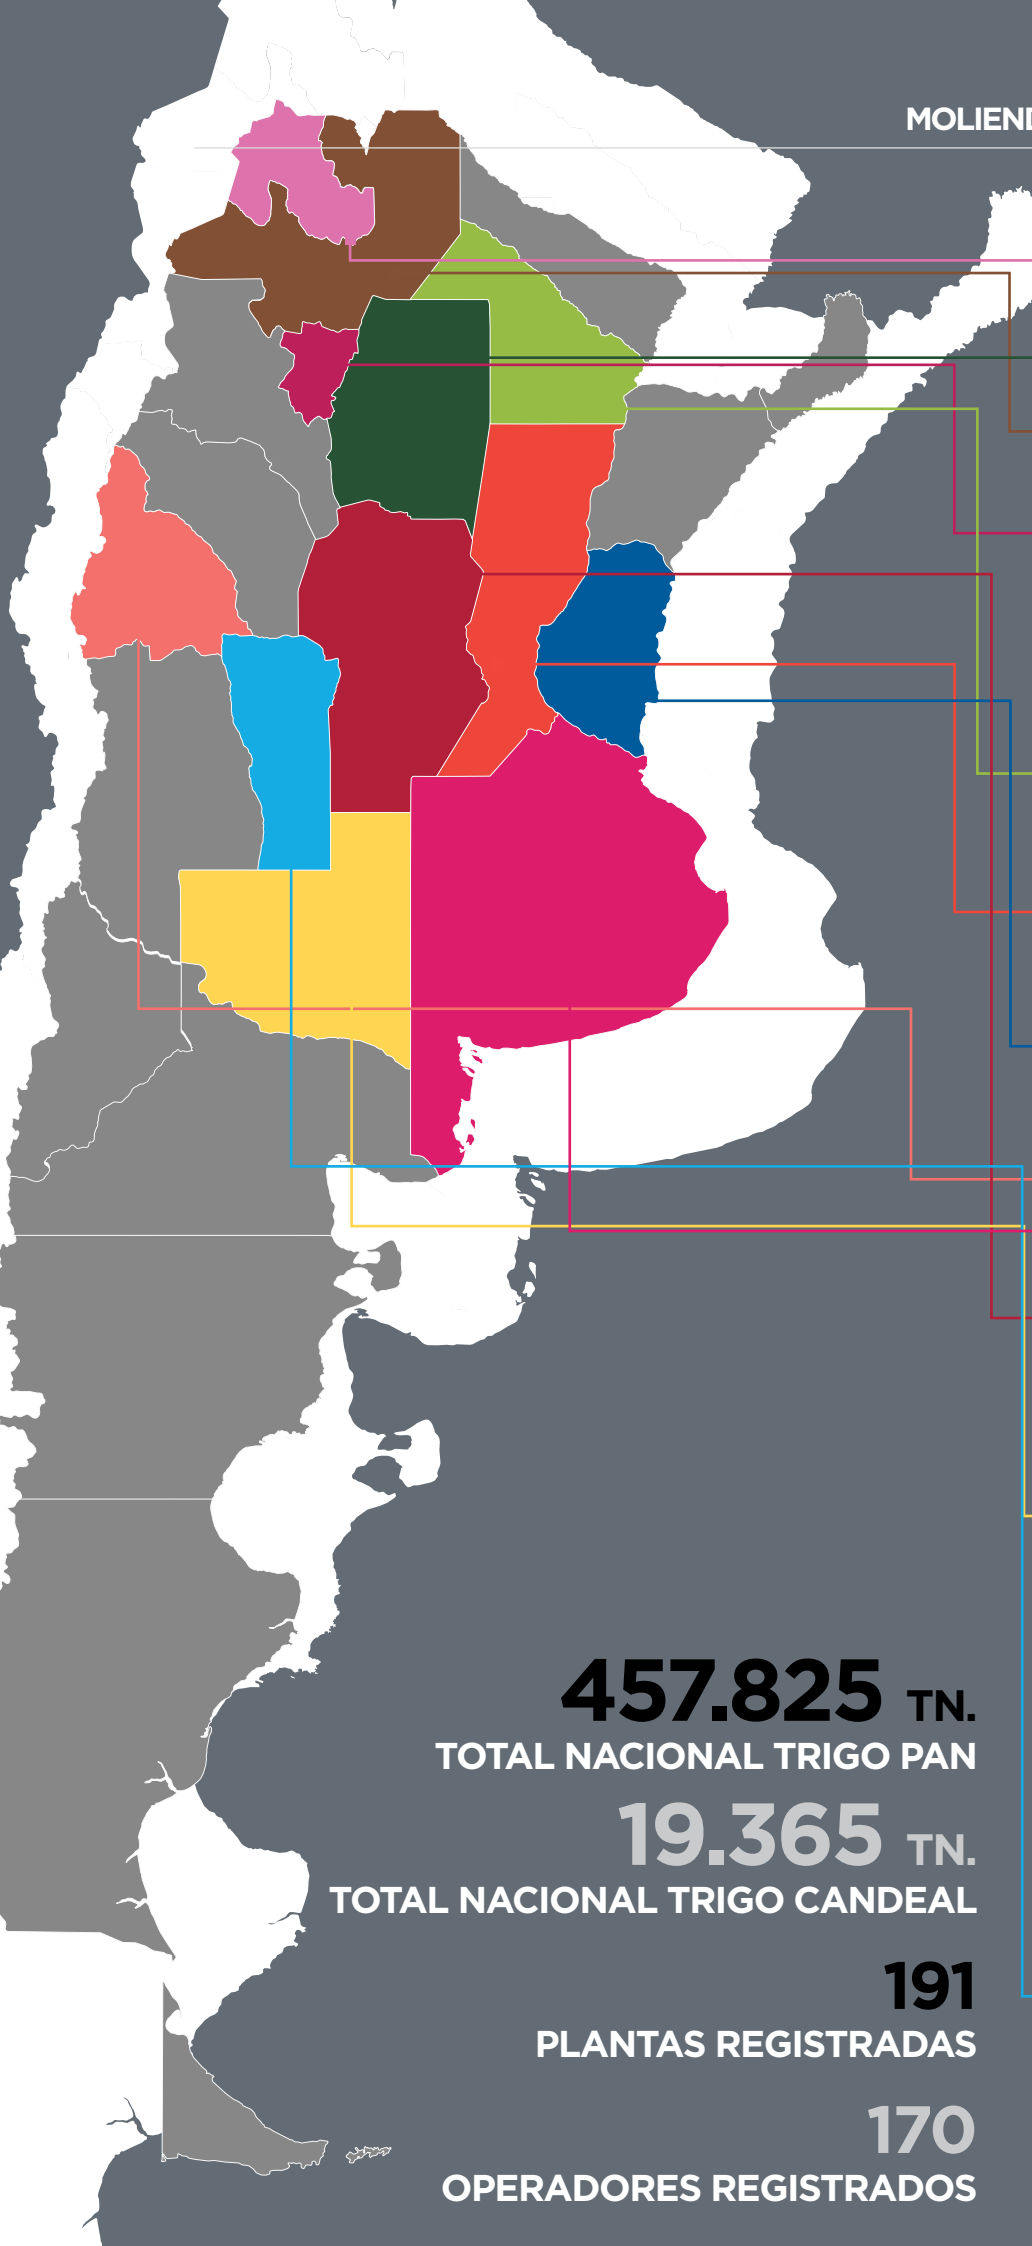 MOLIEND
457.825 TN.
TOTAL NACIONAL TRIGO PAN
19.365 TN.
TOTAL NACIONAL TRIGO CANDEAL
191
PLANTAS REGISTRADAS
170
OPERADORES REGISTRADOS